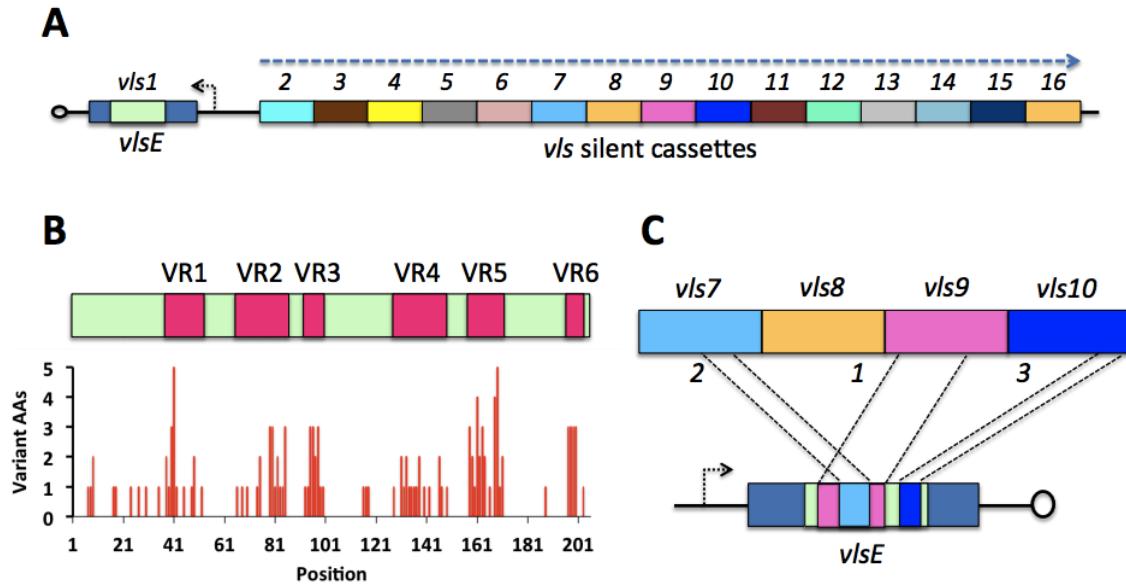 A
vls1
2 3 4 5 6 7 8 9 10 11 12 13 14 15 16
vlsE
vls silent cassettes
B
VR1 VR2 VR3 VR4 VR5 VR6
5
4
3
2
1
0
Variant AAs
1 21 41 61 81 101 121 141 161 181 201
Position
C
vls7 vls8 vls9 vls10
2 1 3
vlsE